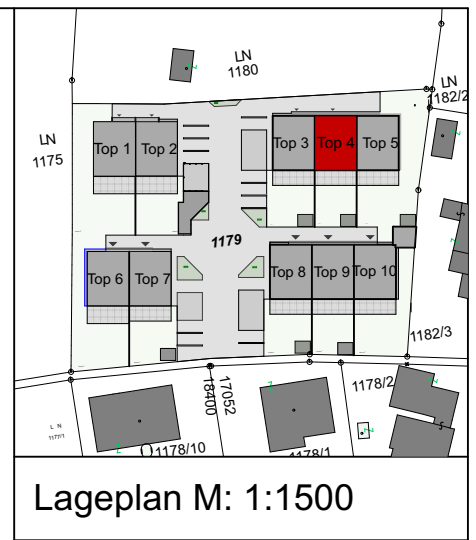 LN
1180
LN
1182/2
LN
1175
Top 1
Top 2
Top 3
Top 4
Top 5
1179
Top 6
Top 7
Top 8
Top 9
Top 10
1182/3
1178/2
17052
18400
L N
1177/1
1178/10
1178/1
Lageplan M: 1:1500